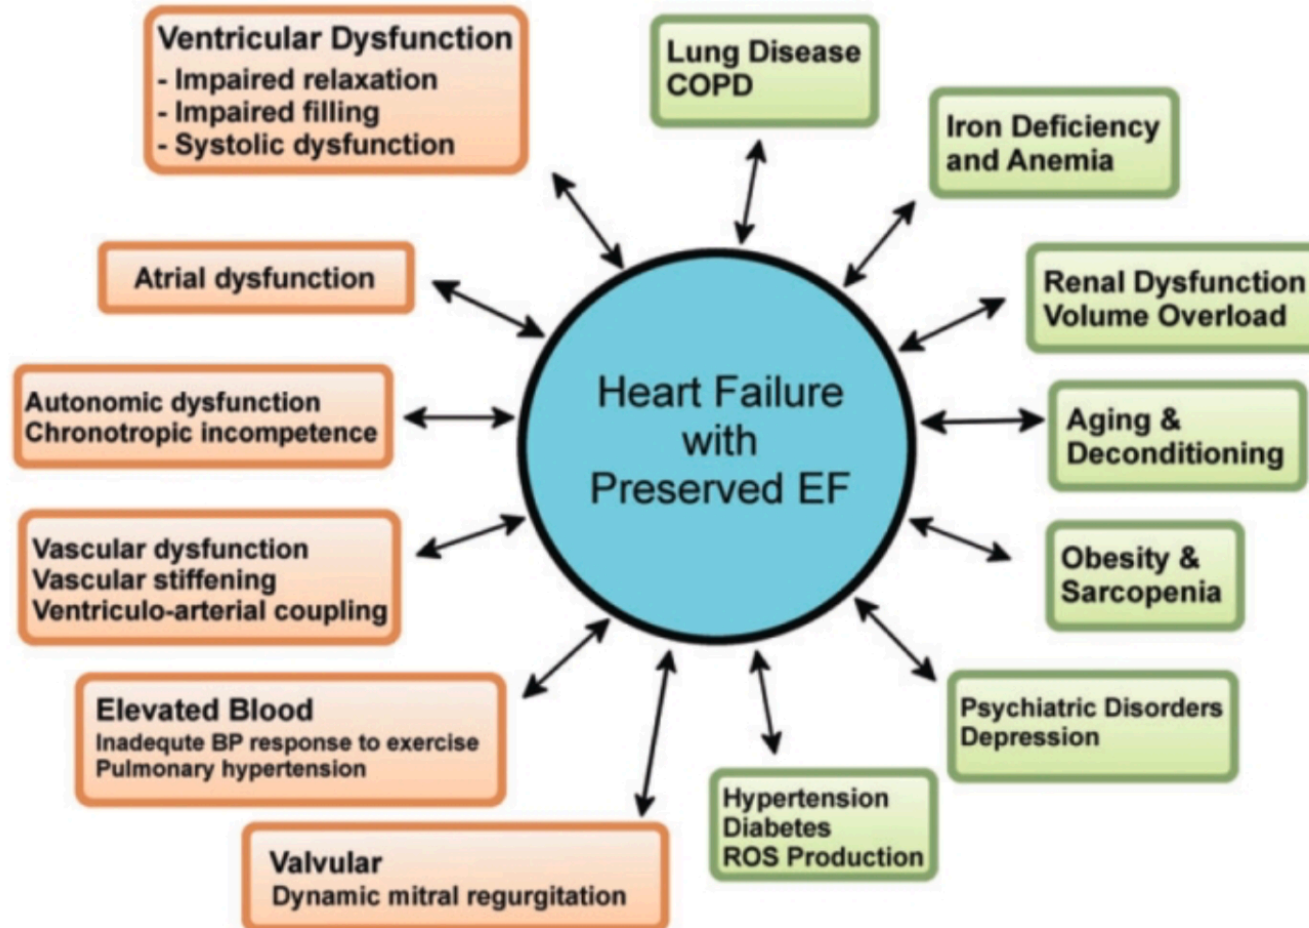 Ventricular Dysfunction
- Impaired relaxation
- Impaired filling
- Systolic dysfunction
Lung Disease
COPD
Iron Deficiency
and Anemia
Atrial dysfunction
Renal Dysfunction
Volume Overload
Autonomic dysfunction
Chronotropic incompetence
Heart Failure
with
Preserved EF
Aging &
Deconditioning
Vascular dysfunction
Vascular stiffening
Ventriculo-arterial coupling
Obesity &
Sarcopenia
Elevated Blood
Inadequte BP response to exercise
Pulmonary hypertension
Psychiatric Disorders
Depression
Hypertension
Diabetes
ROS Production
Valvular
Dynamic mitral regurgitation